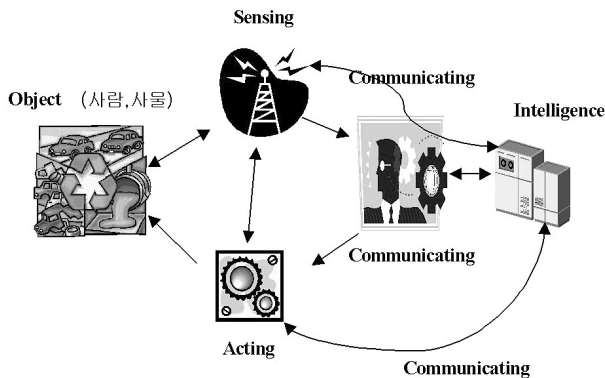 Sensing
Communicating
Object (사람,사물)
Intelligence
Communicating
Acting
Communicating